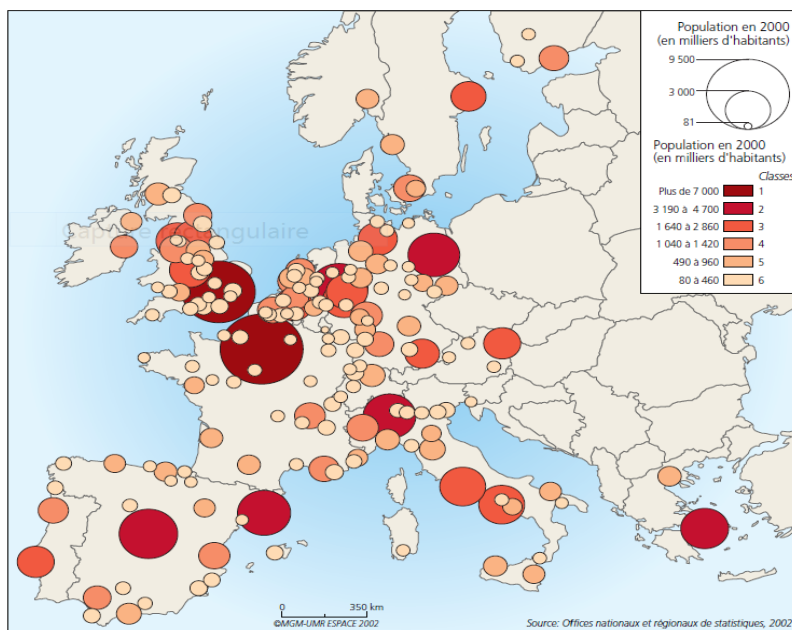 Population en 2000
(en milliers d'habitants)
9 500
3 000
81
Population en 2000
(en milliers d'habitants)
Classes
Plus de 7 000 1
3 190 à 4 700 2
1 640 à 2 860 3
1 040 à 1 420 4
490 à 960 5
80 à 460 6
Capture rectangulaire
0 350 km
©MGM-UMR ESPACE 2002
Source: Offices nationaux et régionaux de statistiques, 2002